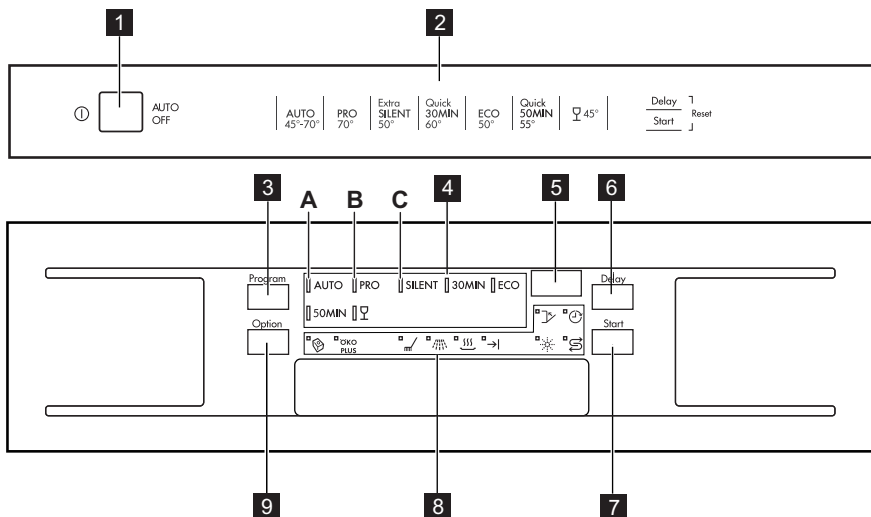 1
2
AUTO OFF
AUTO 45°-70°
PRO 70°
Extra SILENT 50°
Quick 30MIN 60°
ECO 50°
Quick 50MIN 55°
45°
Delay
Start
Reset
3
A
B
C
4
5
6
Program
AUTO PRO SILENT 30MIN ECO
Delay
50MIN
Option
Start
ÖKO PLUS
9
8
7